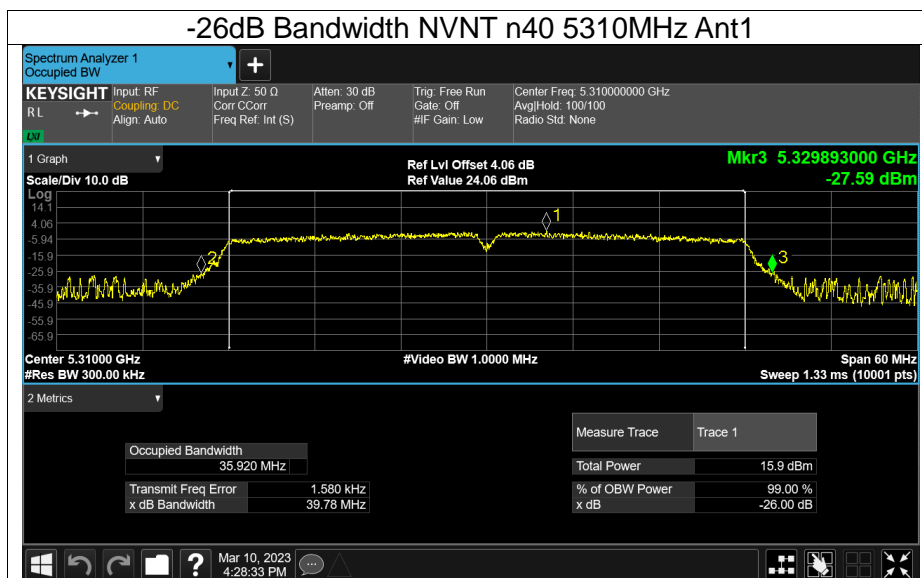 -26dB Bandwidth NVNT n40 5310MHz Ant1
Spectrum Analyzer 1
Occupied BW
+
KEYSIGHT
R L
LXI
Input: RF
Coupling: DC
Align: Auto
Input Z: 50 Ω
Corr CCorr
Freq Ref: Int (S)
Atten: 30 dB
Preamp: Off
Trig: Free Run
Gate: Off
#IF Gain: Low
Center Freq: 5.310000000 GHz
Avg|Hold: 100/100
Radio Std: None
1 Graph
Scale/Div 10.0 dB
Ref Lvl Offset 4.06 dB
Ref Value 24.06 dBm
Mkr3 5.329893000 GHz
-27.59 dBm
Log
14.1
4.06
-5.94
-15.9
-25.9
-35.9
-45.9
-55.9
-65.9
1
2
3
Center 5.31000 GHz
#Res BW 300.00 kHz
#Video BW 1.0000 MHz
Span 60 MHz
Sweep 1.33 ms (10001 pts)
2 Metrics
Occupied Bandwidth
35.920 MHz
Transmit Freq Error 1.580 kHz
x dB Bandwidth 39.78 MHz
Measure Trace Trace 1
Total Power 15.9 dBm
% of OBW Power 99.00 %
x dB -26.00 dB
?
Mar 10, 2023
4:28:33 PM